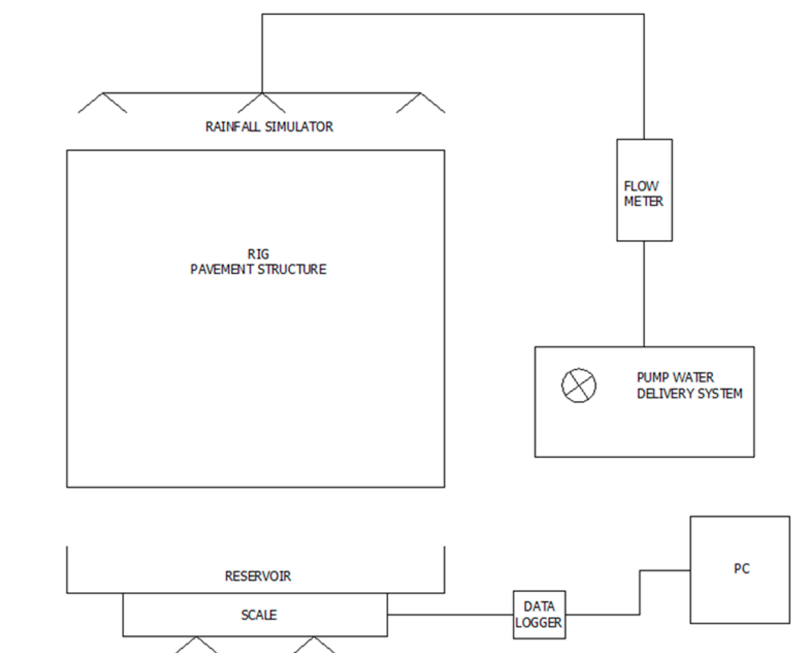 RAINFALL SIMULATOR
FLOW
METER
RIG
PAVEMENT STRUCTURE
PUMP WATER
DELIVERY SYSTEM
RESERVOIR
PC
SCALE
DATA
LOGGER